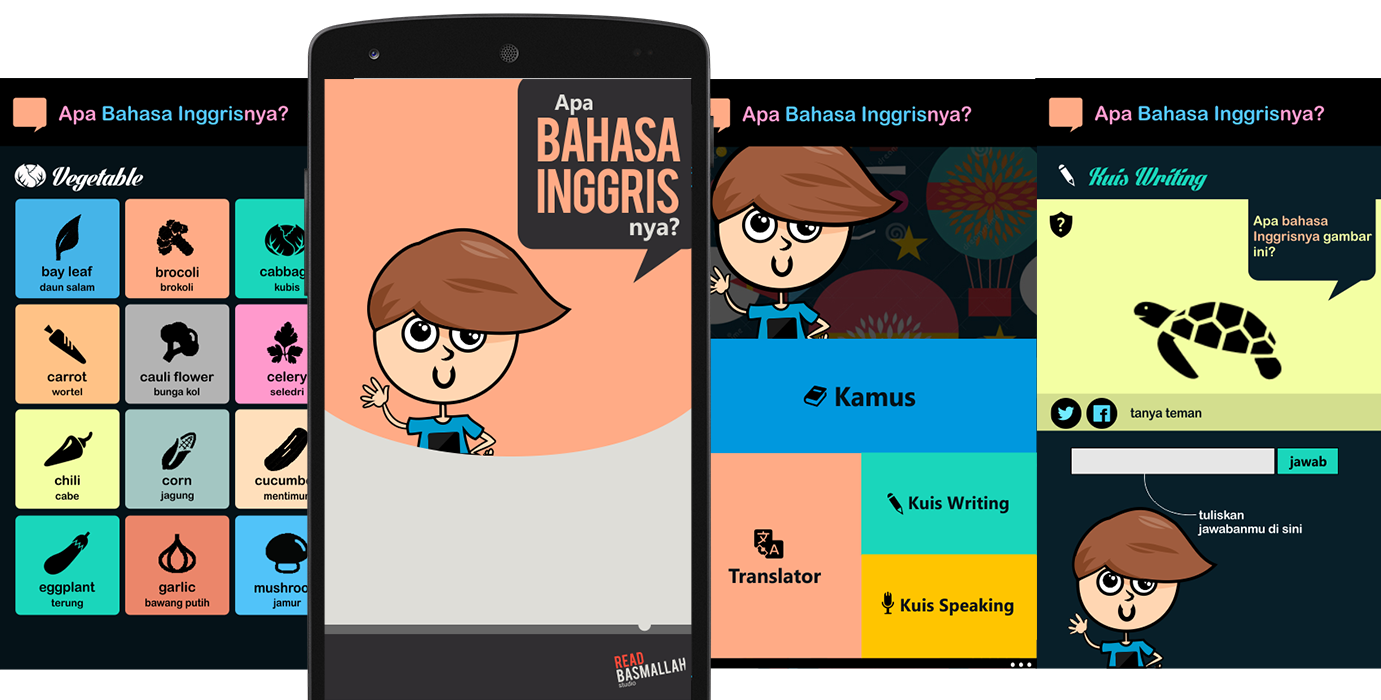 Apa Bahasa Inggrisnya?
Vegetable
bay leaf
daun salam
brocoli
brokoli
cabbag
kubis
carrot
wortel
cauli flower
bunga kol
celery
seledri
chili
cabe
corn
jagung
cucumb
mentimun
eggplant
terung
garlic
bawang putih
mushroo
jamur
Apa
BAHASA
INGGRIS
nya?
READ
BASMALLAH
studio
Apa Bahasa Inggrisnya?
Kamus
Translator
Kuis Writing
Kuis Speaking
Apa Bahasa Inggrisnya?
Kuis Writing
Apa bahasa
Inggrisnya gambar
ini?
tanya teman
jawab
tuliskan
jawabanmu di sini